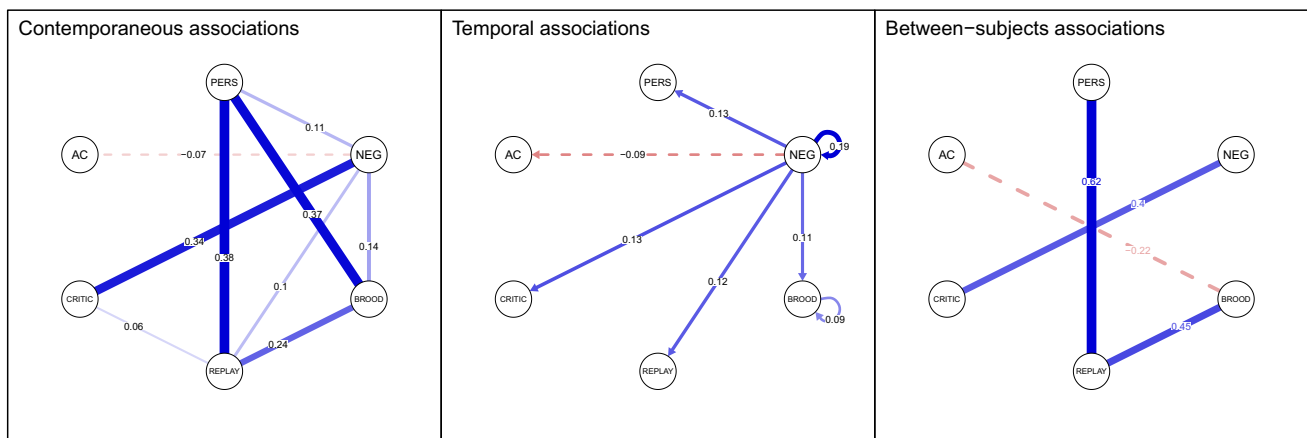 Contemporaneous associations
PERS
0.11
AC
−0.07
NEG
0.37
0.34
0.14
0.38
0.1
CRITIC
BROOD
0.06
0.24
REPLAY
Temporal associations
PERS
0.13
AC
−0.09
NEG
0.19
0.13
0.11
0.12
CRITIC
BROOD
0.09
REPLAY
Between−subjects associations
PERS
AC
NEG
0.62
0.4
−0.22
CRITIC
BROOD
0.45
REPLAY